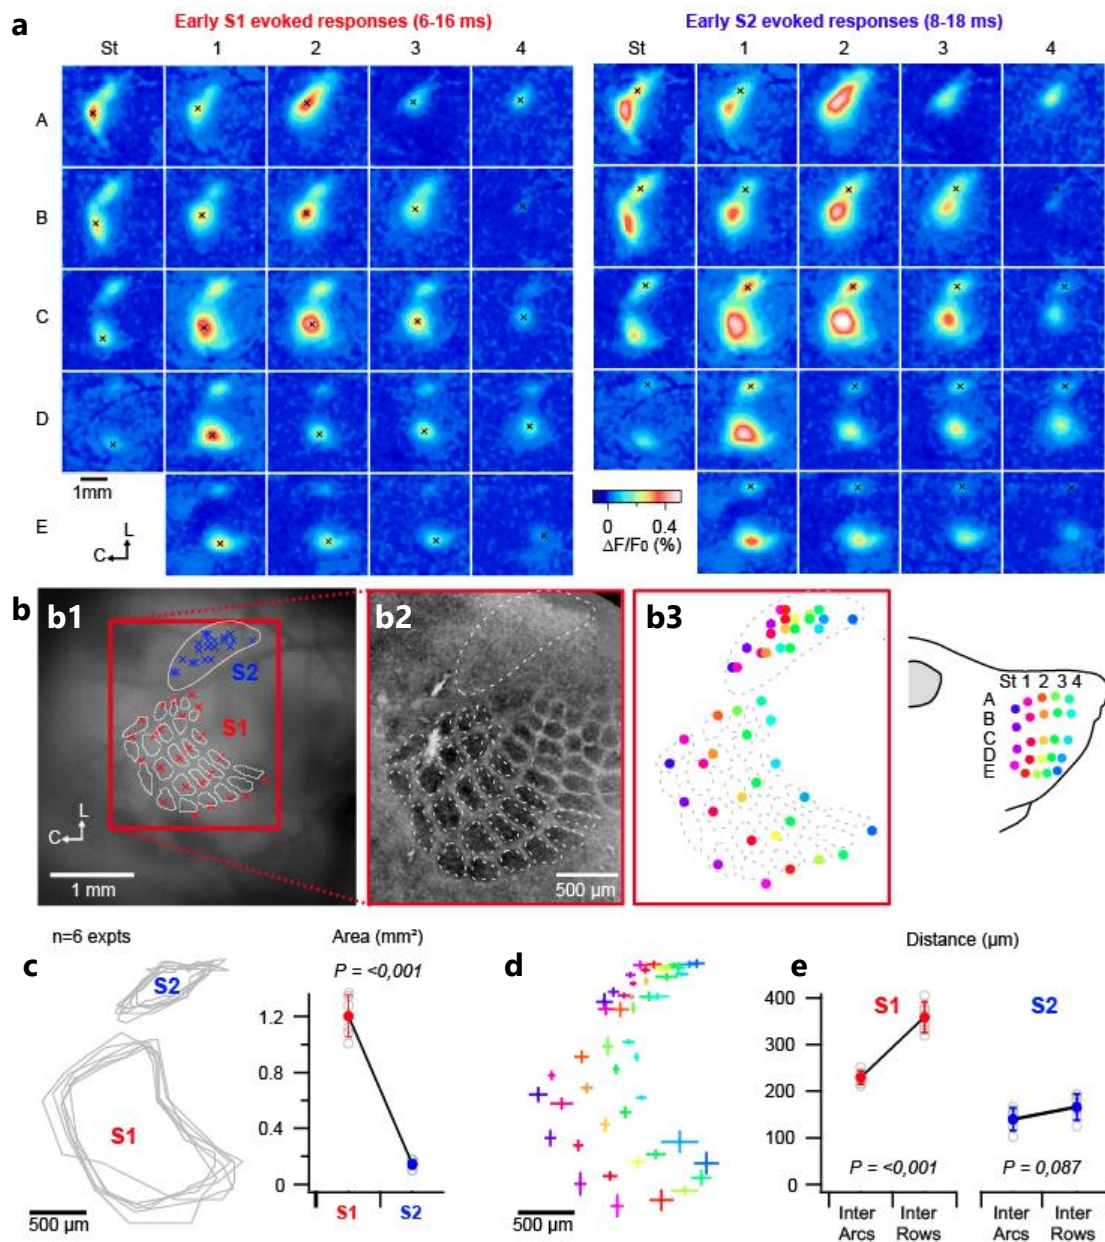 a
Early S1 evoked responses (6-16 ms)
Early S2 evoked responses (8-18 ms)
St 1 2 3 4
St 1 2 3 4
A
B
C
D
E
1mm
L
C
0 0.4
ΔF/F0 (%)
b
b1
S2
S1
L
C
1 mm
b2
500 µm
b3
St 1 2 3 4
A
B
C
D
E
n=6 expts
c
S2
S1
500 µm
Area (mm²)
P = <0,001
1.2
0.8
0.4
0
S1 S2
d
500 µm
Distance (µm)
e
S1
S2
400
300
200
100
0
P = <0,001
P = 0,087
Inter Inter
Arcs Rows
Inter Inter
Arcs Rows